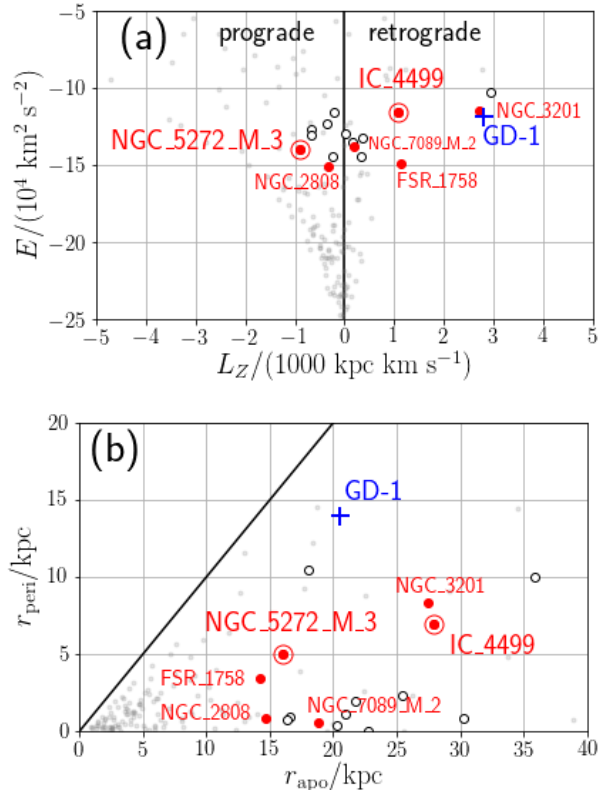 (a)
prograde
retrograde
IC_4499
NGC_3201
NGC_5272_M_3
NGC_7089_M_2
GD-1
NGC_2808
FSR_1758
−5
−10
−15
−20
−25
E/(10⁴ km² s⁻²)
−5 −4 −3 −2 −1 0 1 2 3 4 5
L_Z/(1000 kpc km s⁻¹)
(b)
GD-1
NGC_3201
NGC_5272_M_3
IC_4499
FSR_1758
NGC_2808
NGC_7089_M_2
20
15
10
5
0
r_peri/kpc
0 5 10 15 20 25 30 35 40
r_apo/kpc